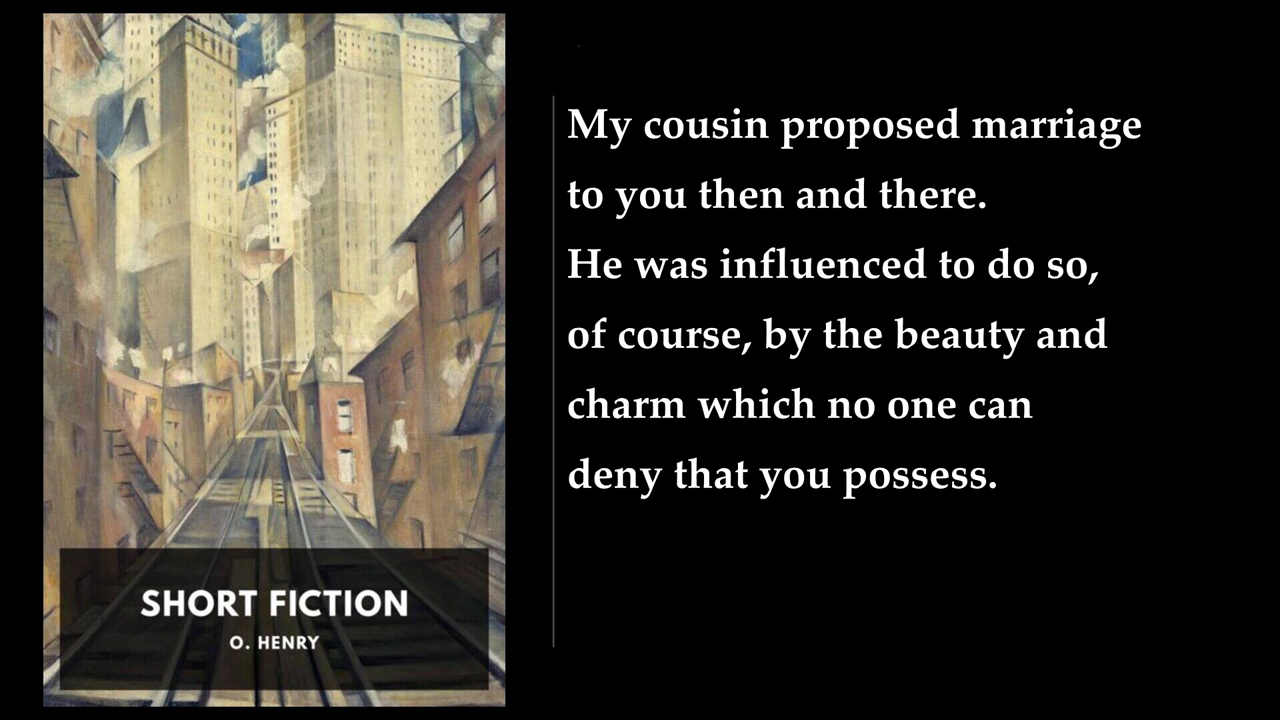 SHORT FICTION
O. HENRY
My cousin proposed marriage
to you then and there.
He was influenced to do so,
of course, by the beauty and
charm which no one can
deny that you possess.